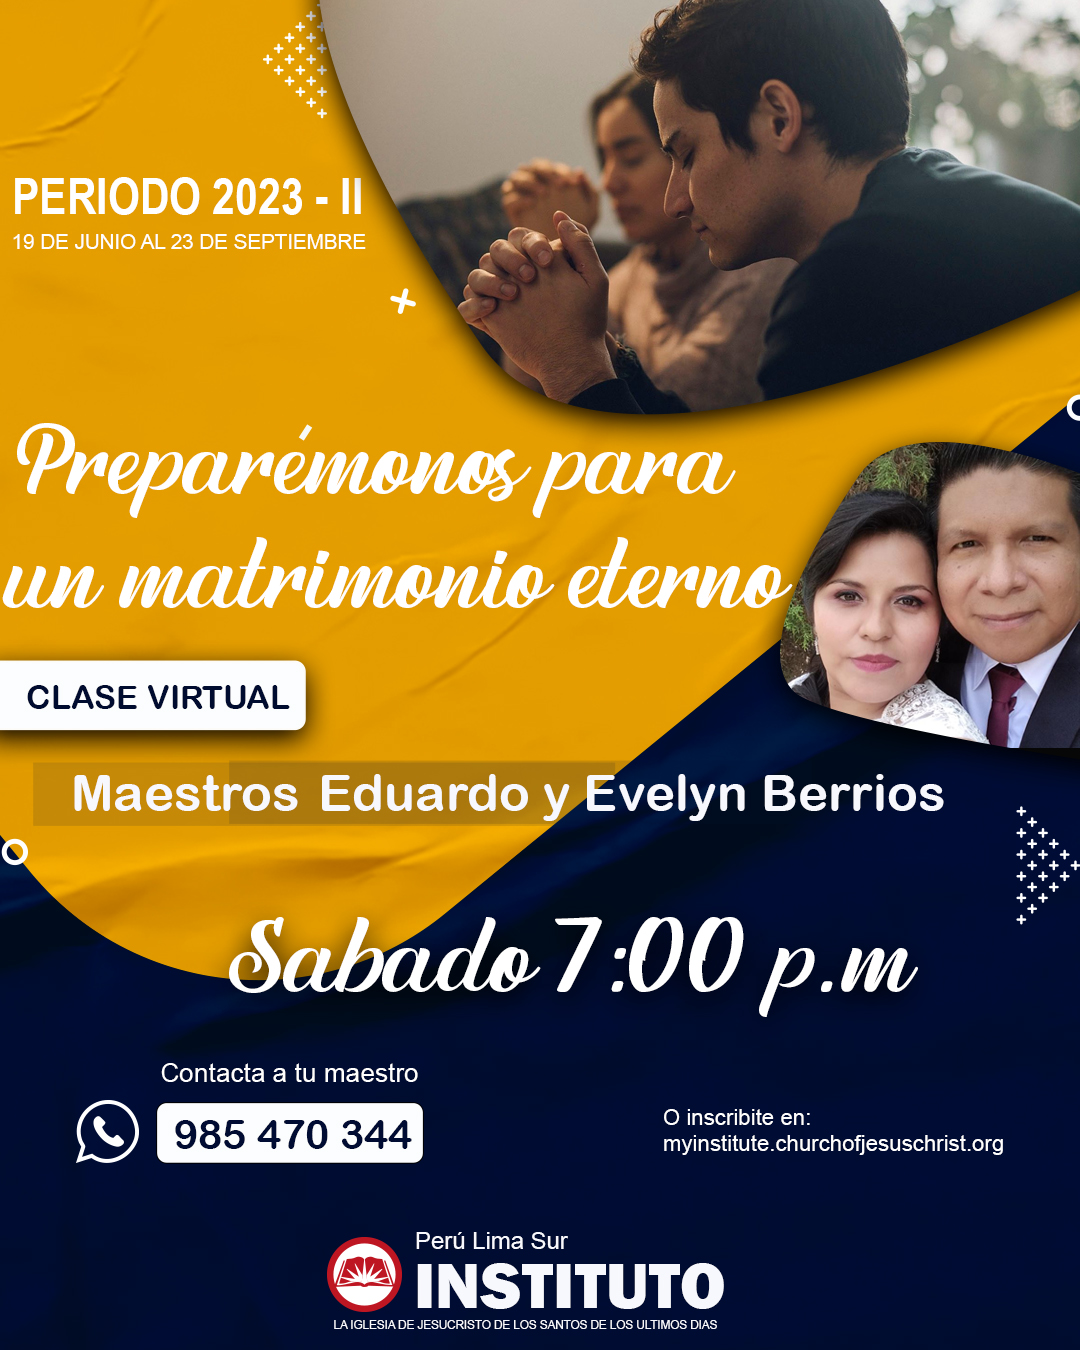 PERIODO 2023 - II
19 DE JUNIO AL 23 DE SEPTIEMBRE
Preparémonos para
un matrimonio eterno
CLASE VIRTUAL
Maestros Eduardo y Evelyn Berrios
Sabado 7:00 p.m
Contacta a tu maestro
985 470 344
O inscribite en:
myinstitute.churchofjesuschrist.org
Perú Lima Sur
INSTITUTO
LA IGLESIA DE JESUCRISTO DE LOS SANTOS DE LOS ULTIMOS DIAS